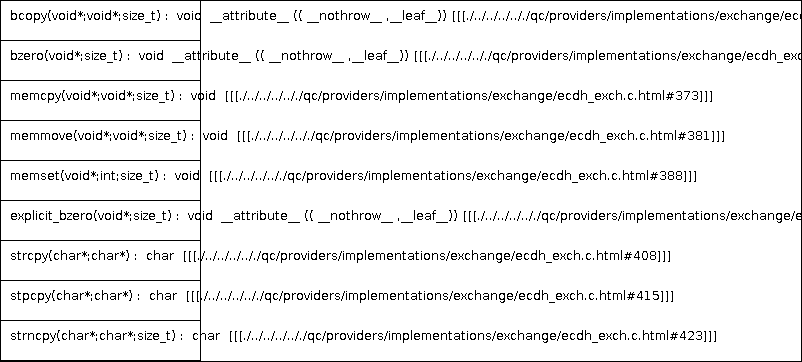 bcopy(void*;void*;size_t) :  void  __attribute__ (( __nothrow__ ,__leaf__)) [[[./../../../../qc/providers/implementations/exchange/ecd
bzero(void*;size_t) :  void  __attribute__ (( __nothrow__ ,__leaf__)) [[[./../../../../../qc/providers/implementations/exchange/ecdh_exc
memcpy(void*;void*;size_t) :  void  [[[./../../../../../qc/providers/implementations/exchange/ecdh_exch.c.html#373]]]
memmove(void*;void*;size_t) :  void  [[[./../../../../../qc/providers/implementations/exchange/ecdh_exch.c.html#381]]]
memset(void*;int;size_t) :  void  [[[./../../../../../qc/providers/implementations/exchange/ecdh_exch.c.html#388]]]
explicit_bzero(void*;size_t) :  void  __attribute__ (( __nothrow__ ,__leaf__)) [[[./../../../../../qc/providers/implementations/exchange/e
strcpy(char*;char*) :  char  [[[./../../../../../qc/providers/implementations/exchange/ecdh_exch.c.html#408]]]
stpcpy(char*;char*) :  char  [[[./../../../../../qc/providers/implementations/exchange/ecdh_exch.c.html#415]]]
strncpy(char*;char*;size_t) :  char  [[[./../../../../../qc/providers/implementations/exchange/ecdh_exch.c.html#423]]]